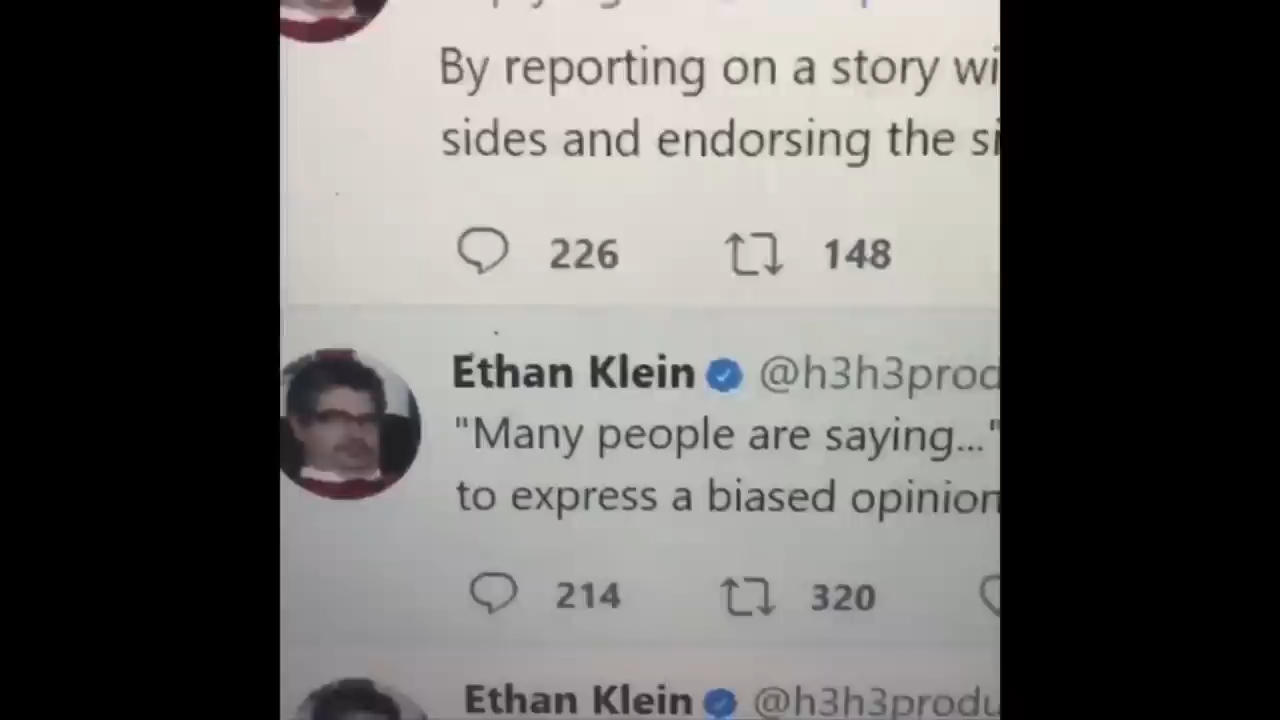 By reporting on a story wi
sides and endorsing the si
226 148
Ethan Klein @h3h3prod
"Many people are saying..."
to express a biased opinion
214 320
Ethan Klein @h3h3produ